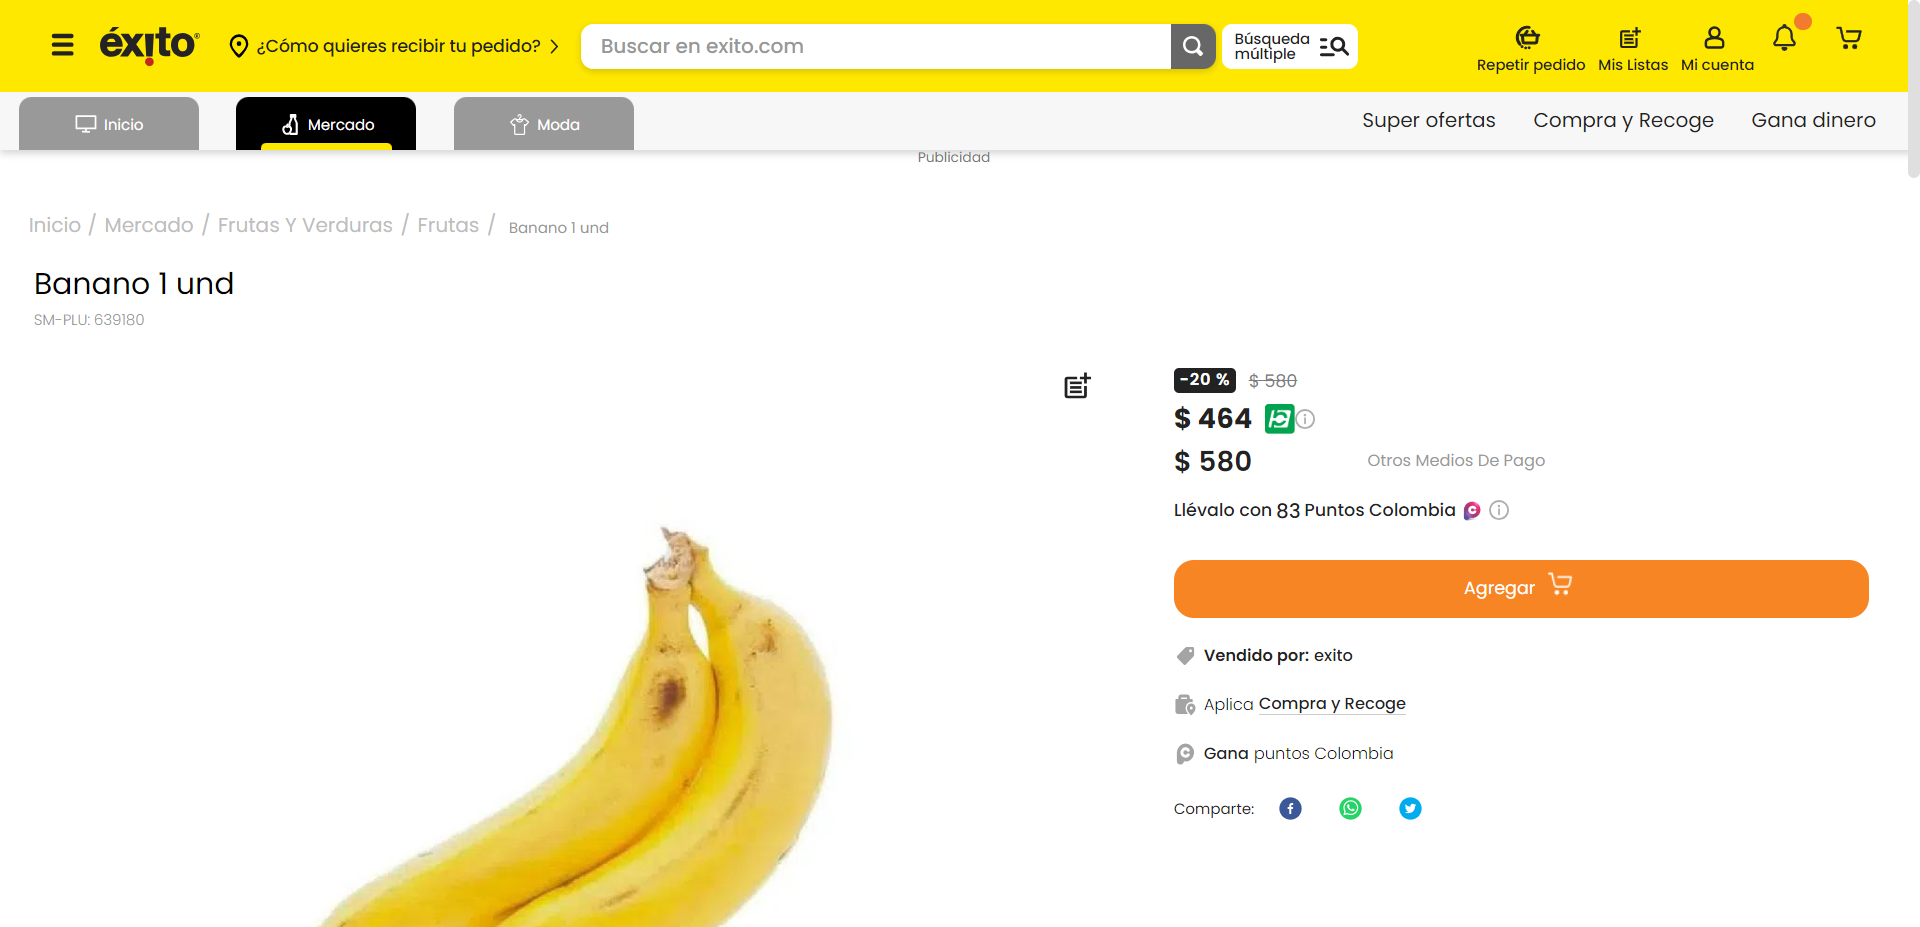 éxito®
¿Cómo quieres recibir tu pedido?
Buscar en exito.com
Búsqueda
múltiple
Repetir pedido
Mis Listas
Mi cuenta
Inicio
Mercado
Moda
Super ofertas
Compra y Recoge
Gana dinero
Publicidad
Inicio / Mercado / Frutas Y Verduras / Frutas / Banano 1 und
Banano 1 und
SM-PLU: 639180
-20 % $ 580
$ 464
$ 580 Otros Medios De Pago
Llévalo con 83 Puntos Colombia
Agregar
Vendido por: exito
Aplica Compra y Recoge
Gana puntos Colombia
Comparte: